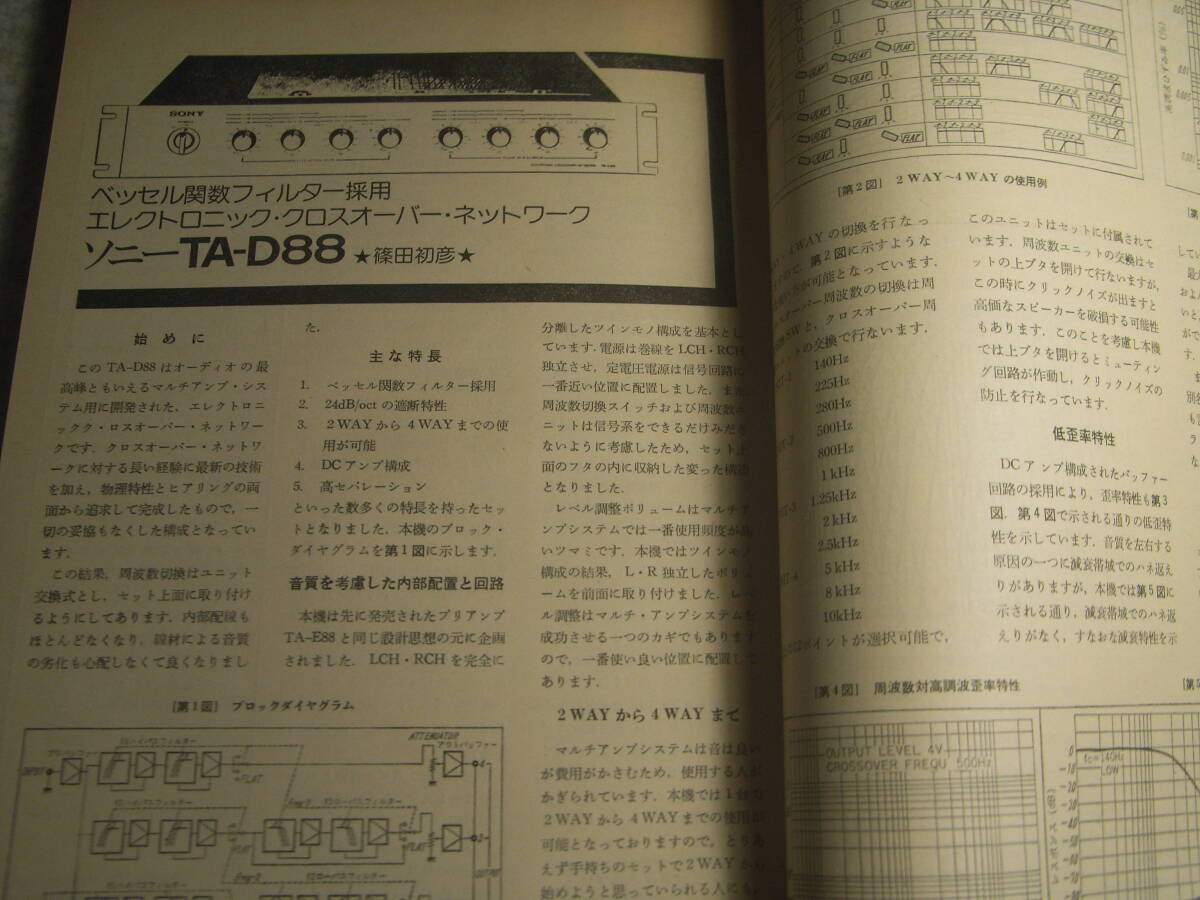 SONY
ベッセル関数フィルター採用
エレクトロニック・クロスオーバー・ネットワーク
ソニーTA-D88 ★篠田初彦★
始めに
このTA-D88はオーディオの最
高峰ともいえるマルチアンプ・シス
テム用に開発された，エレクトロニ
ックク・ロスオーバー・ネットワー
クです．クロスオーバー・ネットワ
ークに対する長い経験に最新の技術
を加え，物理特性とヒアリングの両
面から追求して完成したもので，一
切の妥協もなくした構成となってい
ます．
この結果，周波数切換はユニット
交換式とし，セット上面に取り付け
るようにしてあります．内部配線も
ほとんどなくなり，線材による音質
の劣化も心配しなくて良くなりまし
た．
主な特長
1. ベッセル関数フィルター採用
2. 24dB/octの遮断特性
3. 2WAYから4WAYまでの使
用が可能
4. DCアンプ構成
5. 高セパレーション
といった数多くの特長を持ったセッ
トとなりました．本機のブロック・
ダイヤグラムを第1図に示します．
音質を考慮した内部配置と回路
本機は先に発売されたプリアンプ
TA-E88と同じ設計思想の元に企画
されました．LCH・RCHを完全に
分離したツインモノ構成を基本とし
ています．電源は巻線をLCH・RCH
独立させ，定電圧電源は信号回路に
一番近い位置に配置しました．また
周波数切換スイッチおよび周波数ユ
ニットは信号系をできるだけみださ
ないように考慮したため，セット上
面のフタの内に収納した変った構造
となりました．
レベル調整ボリュームはマルチア
ンプシステムでは一番使用頻度が高
いツマミです．本機ではツインモノ
構成の結果，L・R独立したボリュ
ームを前面に取り付けました．レベ
ル調整はマルチ・アンプシステムを
成功させる一つのカギでもあります
ので，一番使い良い位置に配置して
あります．
2WAYから4WAYまで
マルチアンプシステムは音は良い
が費用がかさむため，使用する人が
かぎられています．本機では1台で
2WAYから4WAYまでの使用が
可能となっておりますので，とりあ
えず手持ちのセットで2WAYから
始めようと思っていられる人にも，
[第1図] ブロックダイヤグラム
INPUT
FLAT
ATTENUATOR
FLAT
OUTPUT
[第2図] 2WAY〜4WAYの使用例
4WAYの切換を行なっ
第2図に示すような
が可能となっています．
オーバー周波数の切換は周
SWと，クロスオーバー周
ットの交換で行ないます．
140Hz
225Hz
280Hz
500Hz
800Hz
1kHz
1.25kHz
2kHz
2.5kHz
5kHz
8kHz
10kHz
ポイントが選択可能で，
このユニットはセットに付属されて
います．周波数ユニットの交換はセ
ットの上ブタを開けて行ないますが，
この時にクリックノイズが出ますと
高価なスピーカーを破損する可能性
もあります．このことを考慮し本機
では上ブタを開けるとミューティン
グ回路が作動し，クリックノイズの
防止を行なっています．
低歪率特性
DCアンプ構成されたバッファー
回路の採用により，歪率特性も第3
図．第4図で示される通りの低歪特
性を示しています．音質を左右する
原因の一つに減衰帯域でのハネ返え
りがありますが，本機では第5図に
示される通り，減衰帯域でのハネ返
えりがなく，すなおな減衰特性を示
[第4図] 周波数対高調波歪率特性
OUTPUT LEVEL 4V
CROSSOVER FREQU 500Hz
fc=140Hz
LOW
0
-10
-20
-30
-40
-50
-60
-70